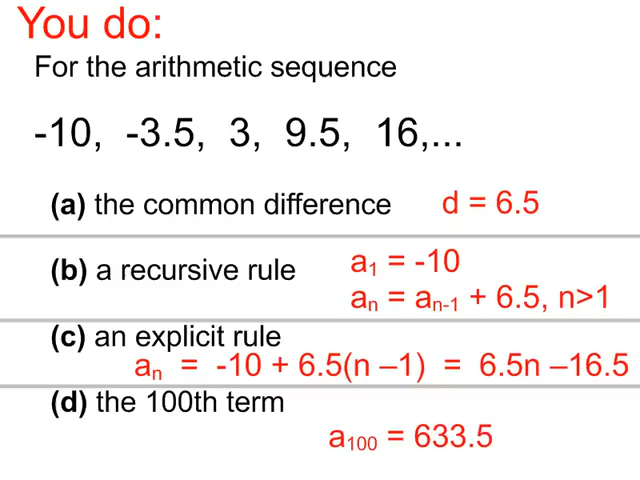 You do:
For the arithmetic sequence
-10, -3.5, 3, 9.5, 16,...
(a) the common difference d = 6.5
(b) a recursive rule a₁ = -10
aₙ = aₙ₋₁ + 6.5, n>1
(c) an explicit rule
aₙ = -10 + 6.5(n –1) = 6.5n –16.5
(d) the 100th term
a₁₀₀ = 633.5